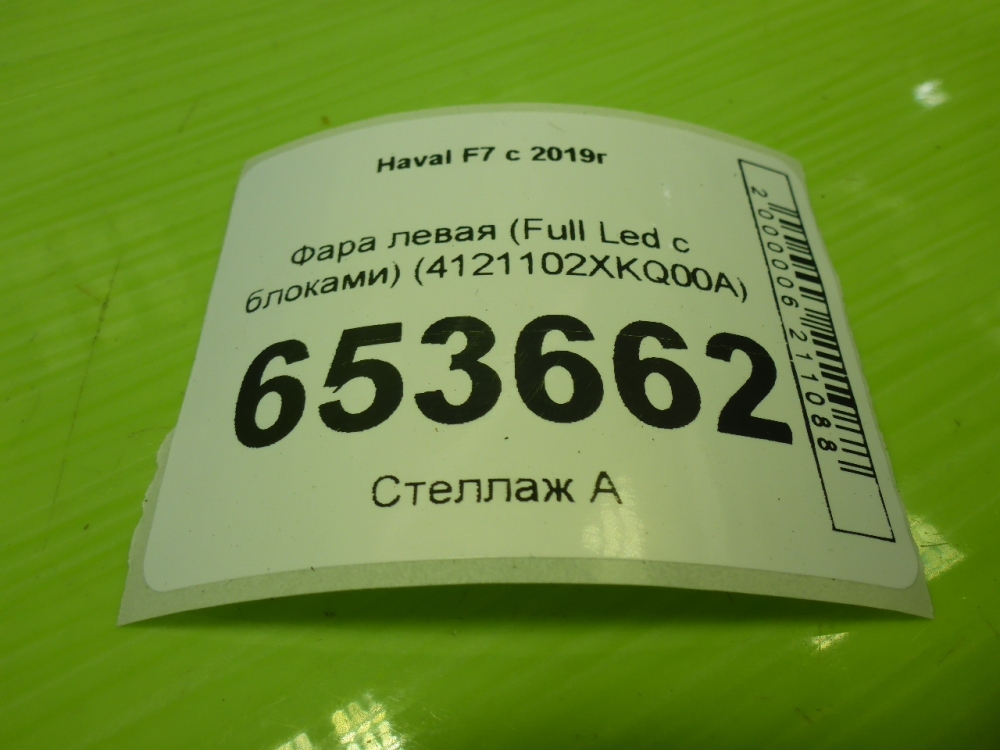 Haval F7 с 2019г
Фара левая (Full Led с
блоками) (4121102XKQ00A)
653662
Стеллаж А
2000006211088